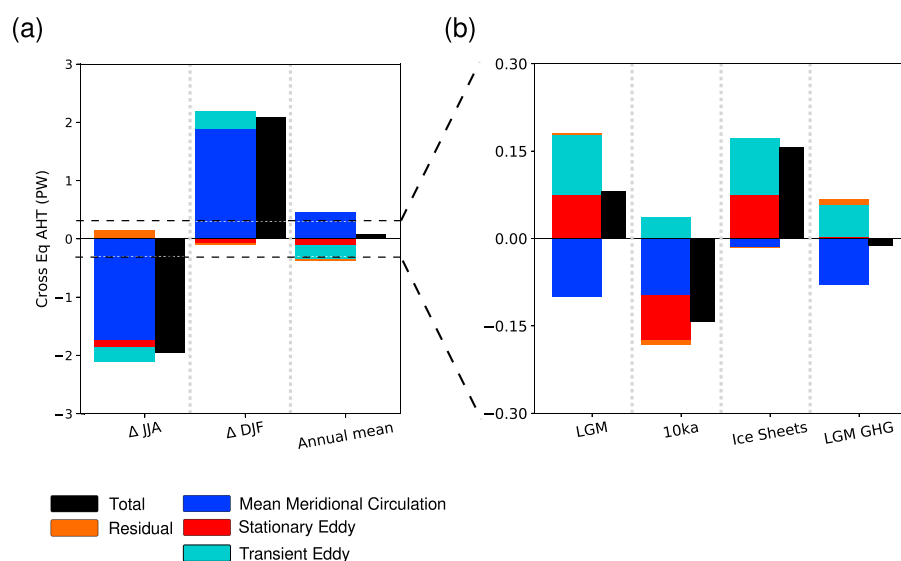 (a)
(b)
Cross Eq AHT (PW)
3
2
1
0
−1
−2
−3
Δ JJA
Δ DJF
Annual mean
0.30
0.15
0.00
−0.15
−0.30
LGM
10ka
Ice Sheets
LGM GHG
Total
Mean Meridional Circulation
Residual
Stationary Eddy
Transient Eddy